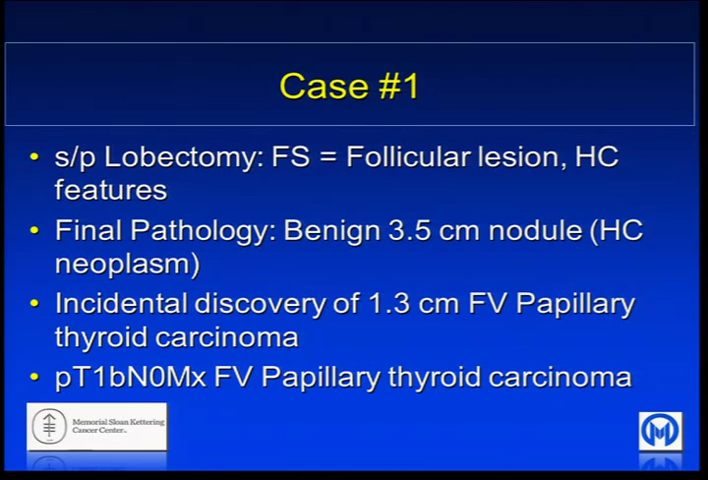 Case #1
• s/p Lobectomy: FS = Follicular lesion, HC
features
• Final Pathology: Benign 3.5 cm nodule (HC
neoplasm)
• Incidental discovery of 1.3 cm FV Papillary
thyroid carcinoma
• pT1bN0Mx FV Papillary thyroid carcinoma
Memorial Sloan Kettering
Cancer Center